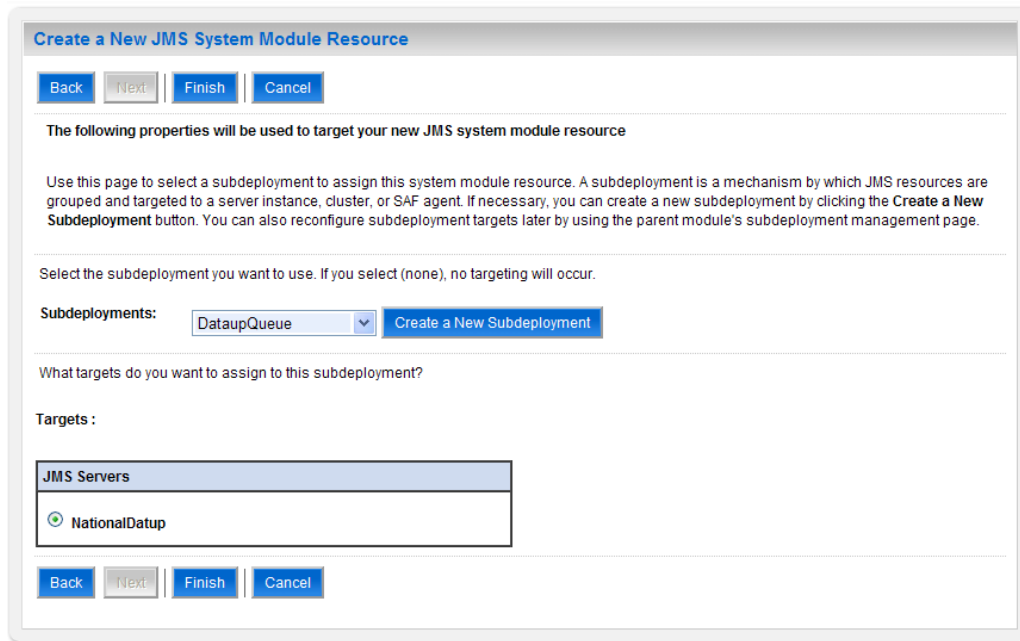 Create a New JMS System Module Resource
Back Next Finish Cancel
The following properties will be used to target your new JMS system module resource
Use this page to select a subdeployment to assign this system module resource. A subdeployment is a mechanism by which JMS resources are
grouped and targeted to a server instance, cluster, or SAF agent. If necessary, you can create a new subdeployment by clicking the Create a New
Subdeployment button. You can also reconfigure subdeployment targets later by using the parent module's subdeployment management page.
Select the subdeployment you want to use. If you select (none), no targeting will occur.
Subdeployments: DataupQueue Create a New Subdeployment
What targets do you want to assign to this subdeployment?
Targets :
JMS Servers
NationalDatup
Back Next Finish Cancel